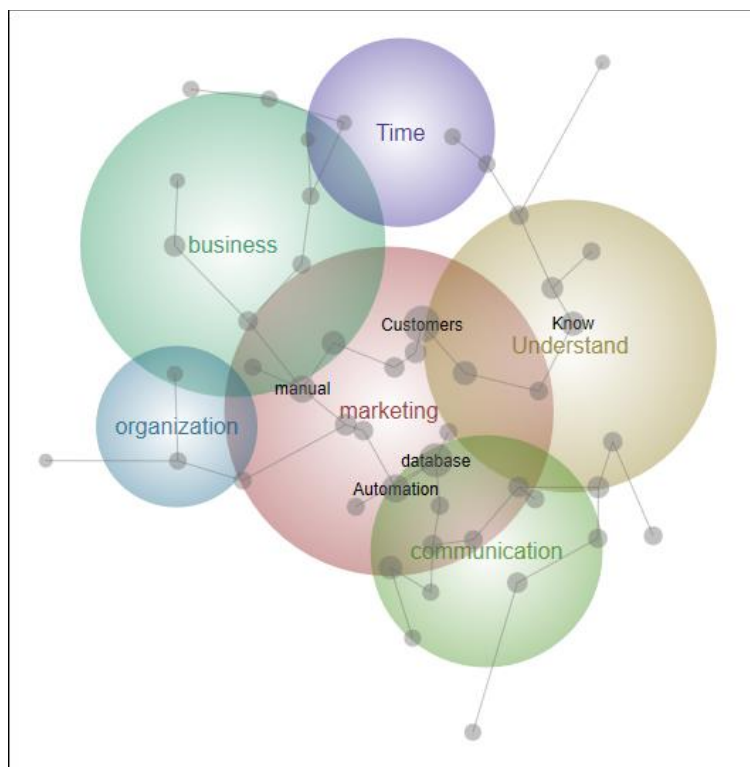 Time
business
Customers
Know
Understand
manual
marketing
organization
database
Automation
communication